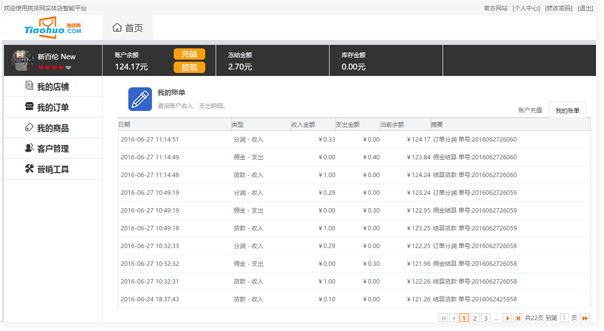 欢迎使用挑货网实体店智能平台
官方网站 [个人中心] [修改密码] [退出]
挑货网
Tiaohuo.COM
首页
新百伦 New
账户余额 充值
124.17元 提现
冻结金额
2.70元
库存金额
0.00元
我的店铺
我的订单
我的商品
客户管理
营销工具
我的账单
查询账户收入、支出明细。
账户充值 我的账单
日期 类型 收入金额 支出金额 当前余额 摘要
2016-06-27 11:14:51 分润 - 收入 ¥0.33 ¥0.00 ¥124.17 订单分润 单号:2016062726060
2016-06-27 11:14:49 佣金 - 支出 ¥0.00 ¥0.40 ¥123.84 佣金结算 单号:2016062726060
2016-06-27 11:14:48 货款 - 收入 ¥1.00 ¥0.00 ¥124.24 结算货款 单号:2016062726060
2016-06-27 10:49:19 分润 - 收入 ¥0.29 ¥0.00 ¥123.24 订单分润 单号:2016062726059
2016-06-27 10:49:19 佣金 - 支出 ¥0.00 ¥0.30 ¥122.95 佣金结算 单号:2016062726059
2016-06-27 10:49:18 货款 - 收入 ¥1.00 ¥0.00 ¥123.25 结算货款 单号:2016062726059
2016-06-27 10:32:33 分润 - 收入 ¥0.29 ¥0.00 ¥122.25 订单分润 单号:2016062726058
2016-06-27 10:32:32 佣金 - 支出 ¥0.00 ¥0.30 ¥121.96 佣金结算 单号:2016062726058
2016-06-27 10:32:31 货款 - 收入 ¥1.00 ¥0.00 ¥122.26 结算货款 单号:2016062726058
2016-06-24 18:37:43 货款 - 收入 ¥0.10 ¥0.00 ¥121.26 结算货款 单号:2016062425958
1 2 3 ... 共22页 到第 1 页